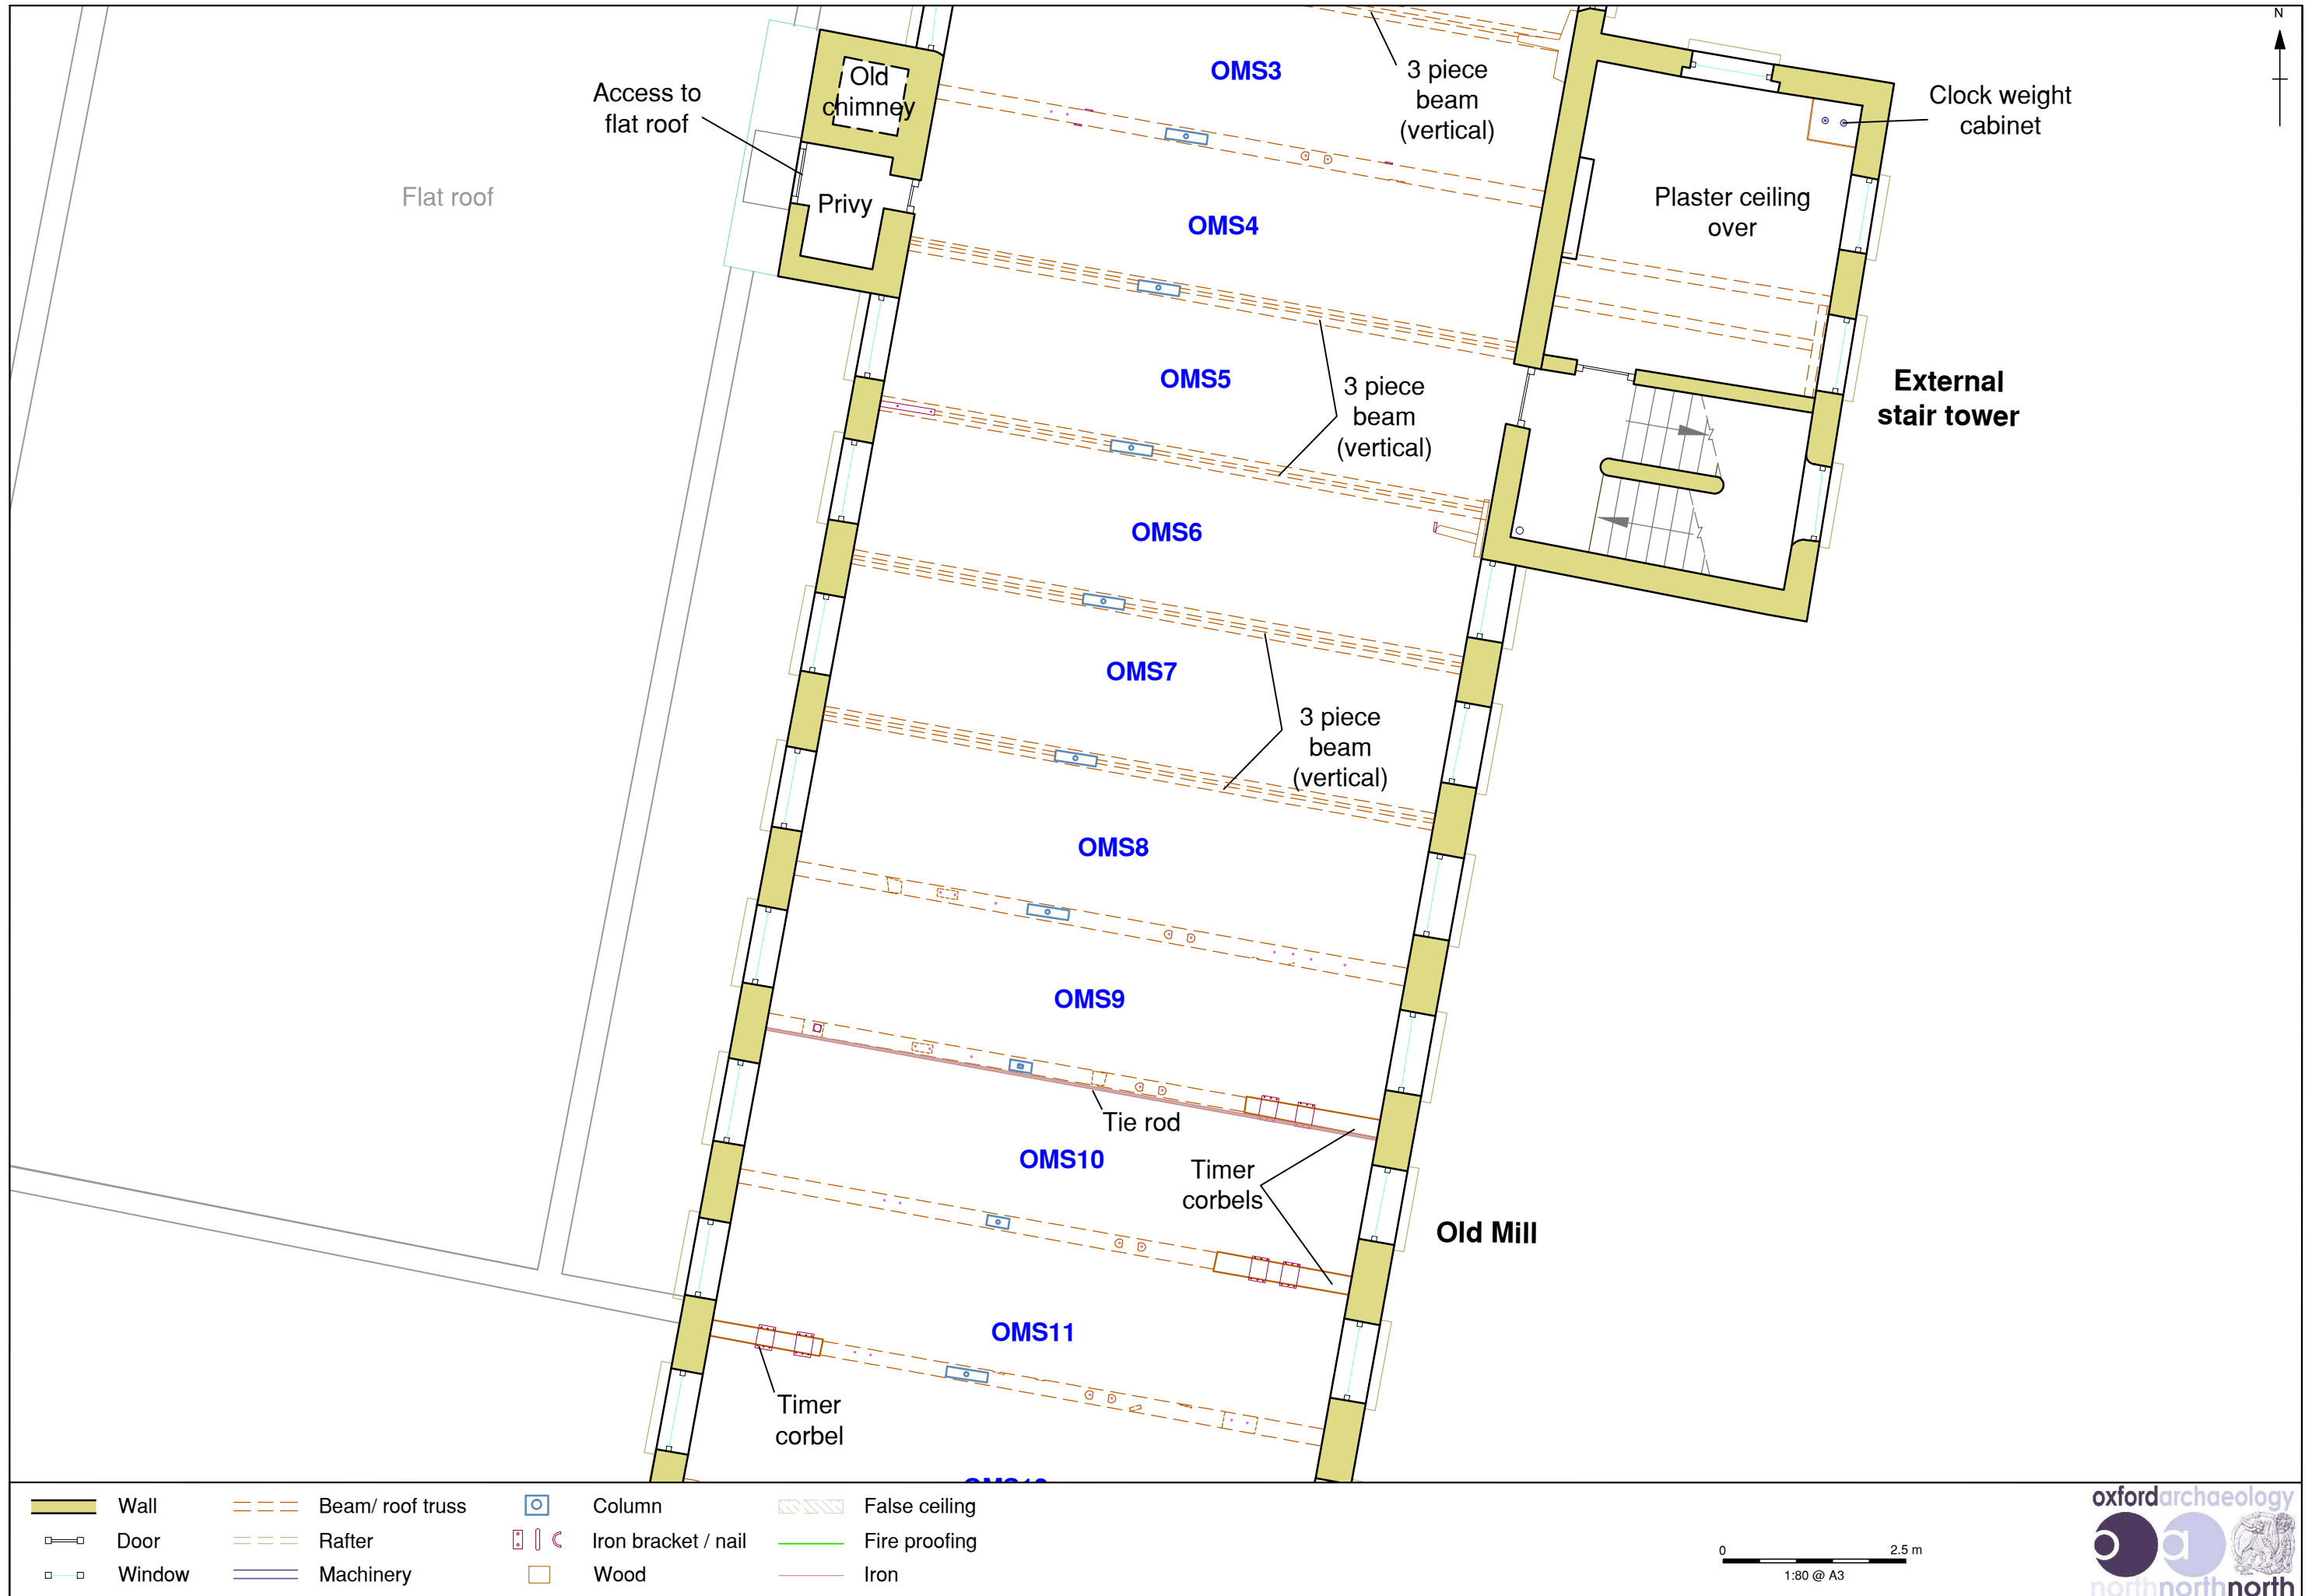 N
OMS3
3 piece
beam
(vertical)
Old
chimney
Access to
flat roof
Clock weight
cabinet
Flat roof
Privy
OMS4
Plaster ceiling
over
OMS5
3 piece
beam
(vertical)
External
stair tower
OMS6
OMS7
3 piece
beam
(vertical)
OMS8
OMS9
Tie rod
OMS10
Timer
corbels
Old Mill
OMS11
Timer
corbel
Wall
Door
Window
Beam/ roof truss
Rafter
Machinery
Column
Iron bracket / nail
Wood
False ceiling
Fire proofing
Iron
0 2.5 m
1:80 @ A3
oxfordarchaeology
oa
northnorthnorth